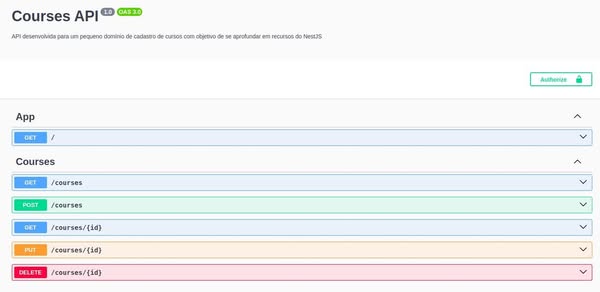 Courses API 1.0 OAS 3.0
API desenvolvida para um pequeno domínio de cadastro de cursos com objetivo de se aprofundar em recursos do NestJS
Authorize
App
GET /
Courses
GET /courses
POST /courses
GET /courses/{id}
PUT /courses/{id}
DELETE /courses/{id}